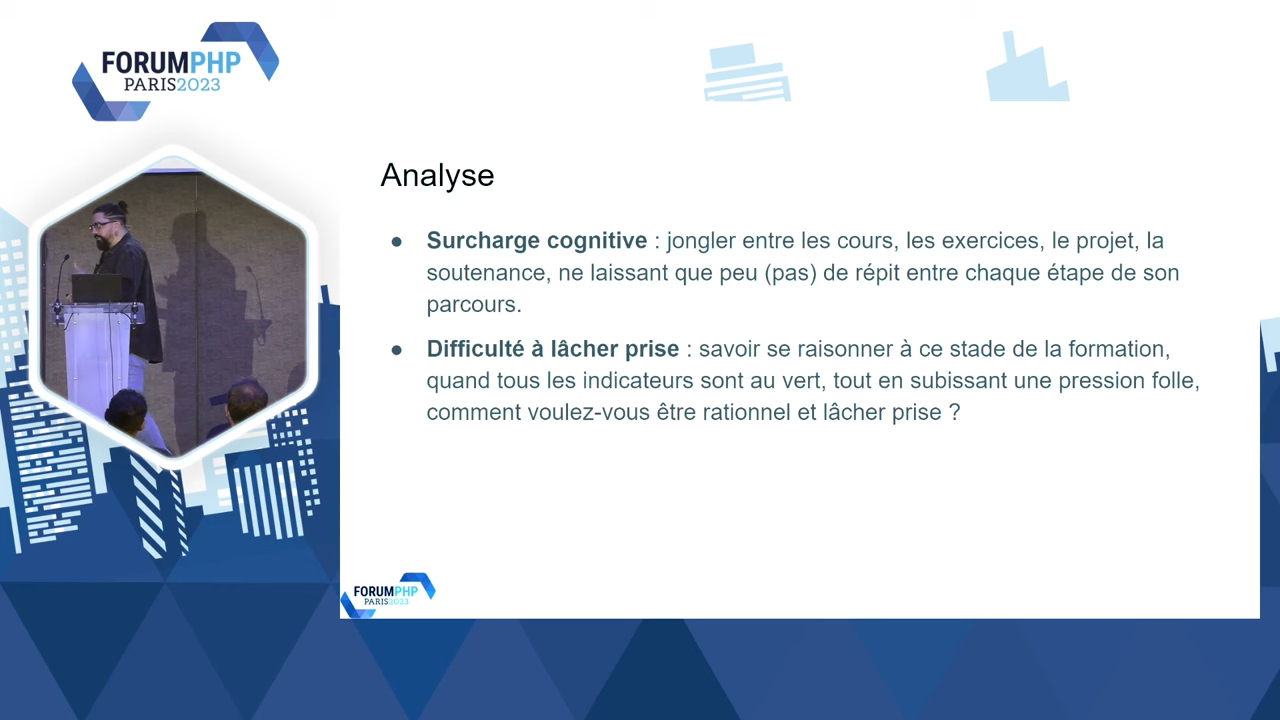 FORUMPHP
PARIS2023
Analyse
● Surcharge cognitive : jongler entre les cours, les exercices, le projet, la
soutenance, ne laissant que peu (pas) de répit entre chaque étape de son
parcours.
● Difficulté à lâcher prise : savoir se raisonner à ce stade de la formation,
quand tous les indicateurs sont au vert, tout en subissant une pression folle,
comment voulez-vous être rationnel et lâcher prise ?
FORUMPHP
PARIS2023